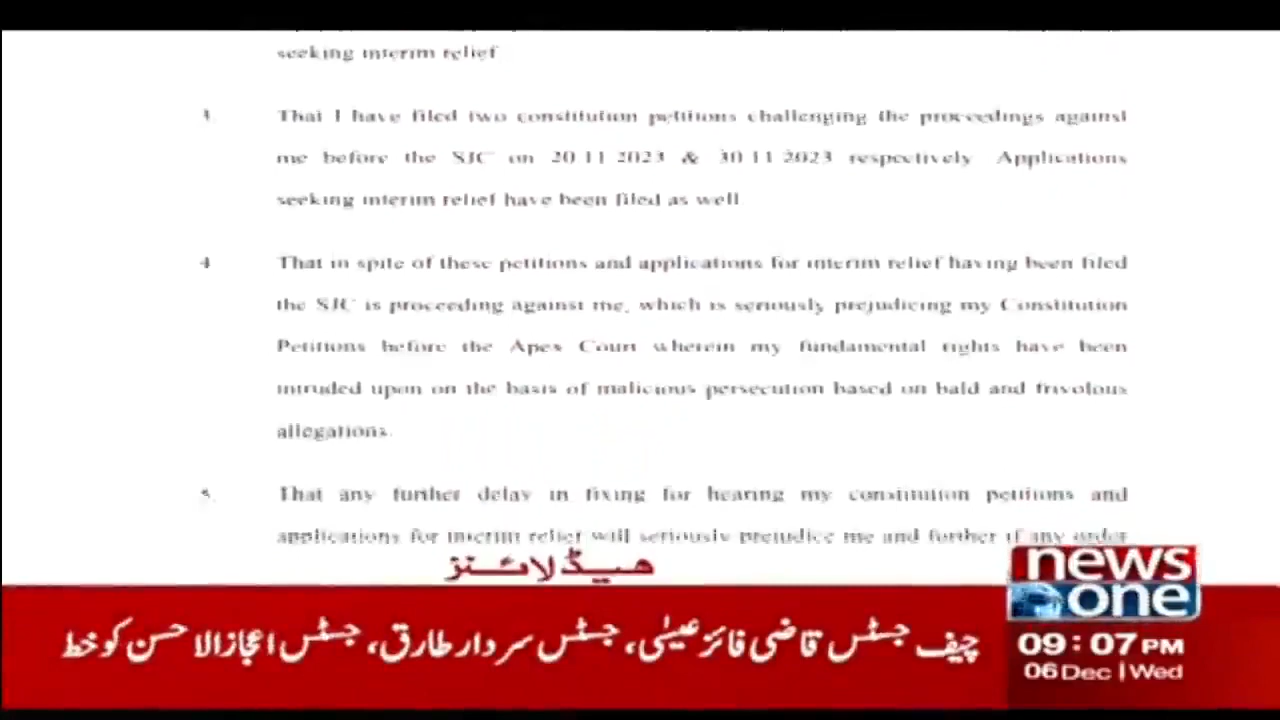 seeking interim relief
3 That I have filed two constitution petitions challenging the proceedings against
me before the SJC on 20 11 2023 & 30 11 2023 respectively Applications
seeking interim relief have been filed as well
4 That in spite of these petitions and applications for interim relief having been filed
the SJC is proceeding against me, which is seriously prejudicing my Constitution
Petitions before the Apex Court wherein my fundamental rights have been
intruded upon on the basis of malicious persecution based on bald and frivolous
allegations.
5 That any further delay in fixing for hearing my constitution petitions and
applications for interim relief will seriously prejudice me and further if any order
ہیڈلائنز
چیف جسٹس قاضی فائز عیسیٰ، جسٹس سردار طارق، جسٹس اعجاز الاحسن کو خط
news
one
09:07 PM
06 Dec | Wed